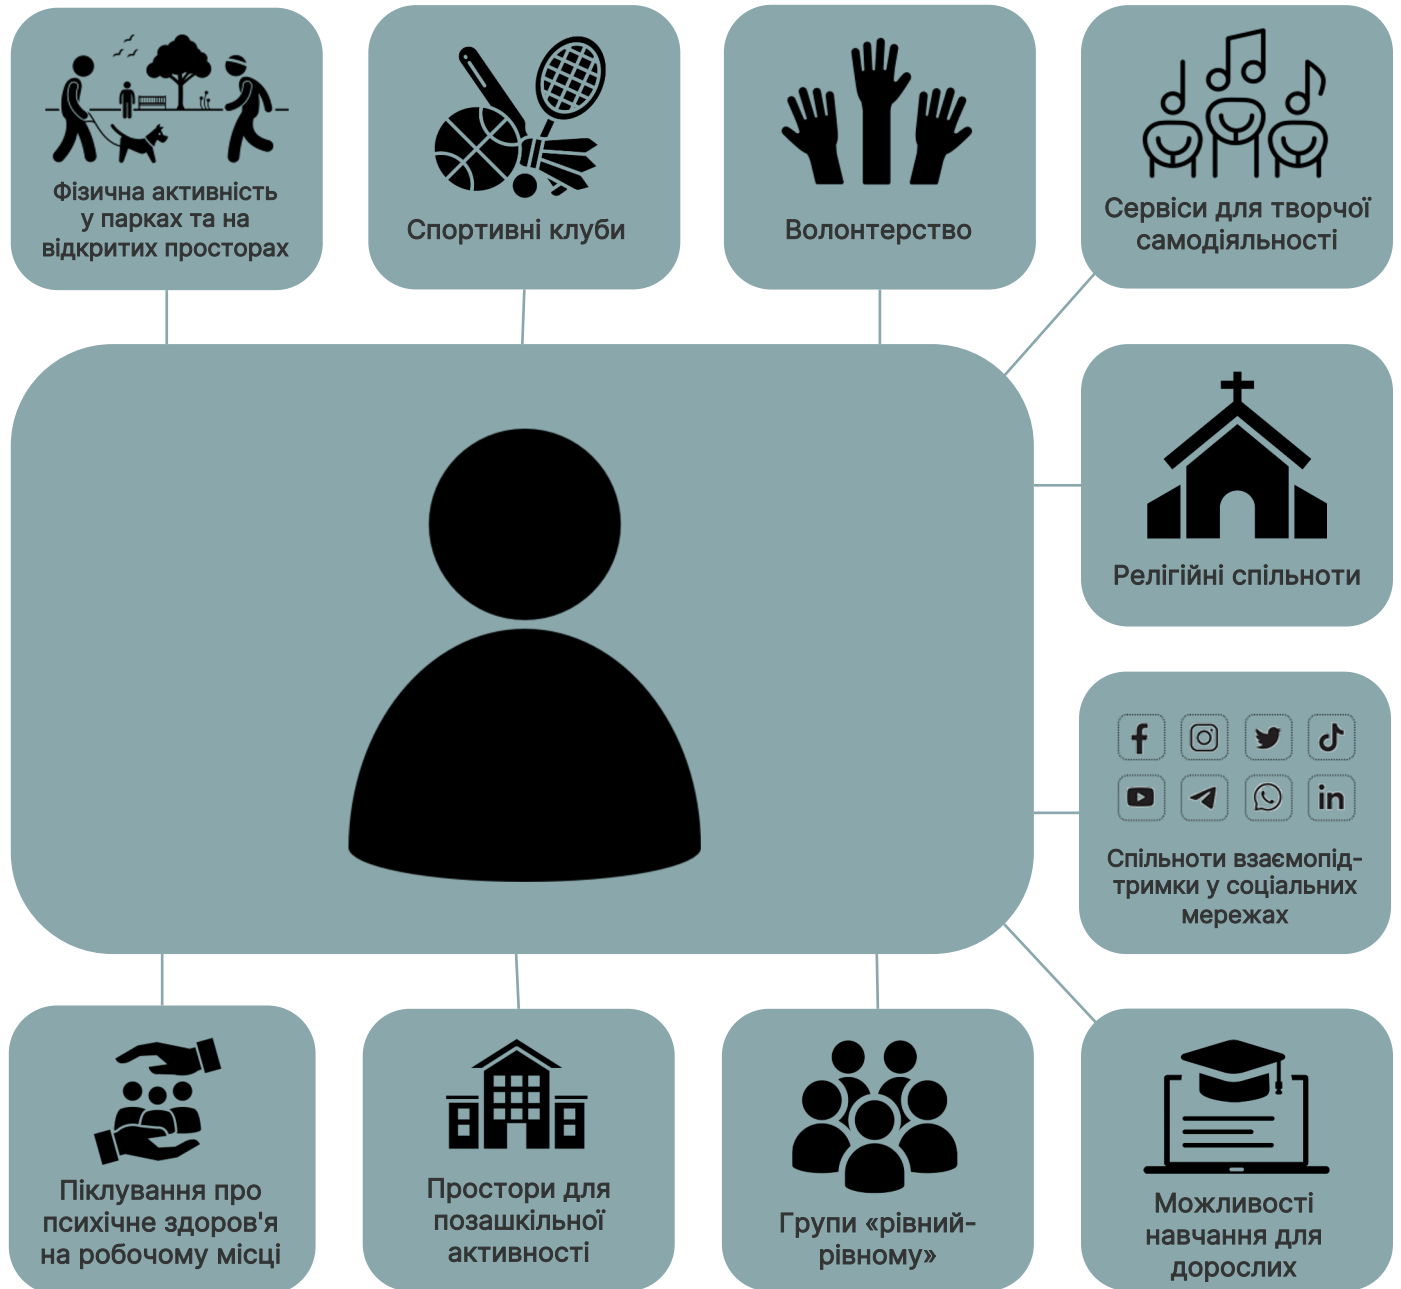 Фізична активність
у парках та на
відкритих просторах
Спортивні клуби
Волонтерство
Сервіси для творчої
самодіяльності
Релігійні спільноти
Спільноти взаємопід-
тримки у соціальних
мережах
Піклування про
психічне здоров'я
на робочому місці
Простори для
позашкільної
активності
Групи «рівний-
рівному»
Можливості
навчання для
дорослих